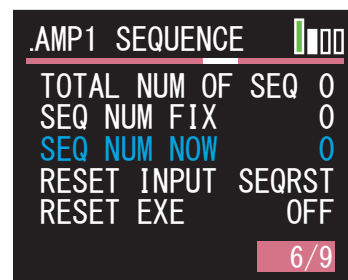 .AMP1 SEQUENCE
TOTAL NUM OF SEQ 0
SEQ NUM FIX 0
SEQ NUM NOW 0
RESET INPUT SEQRST
RESET EXE OFF
6/9